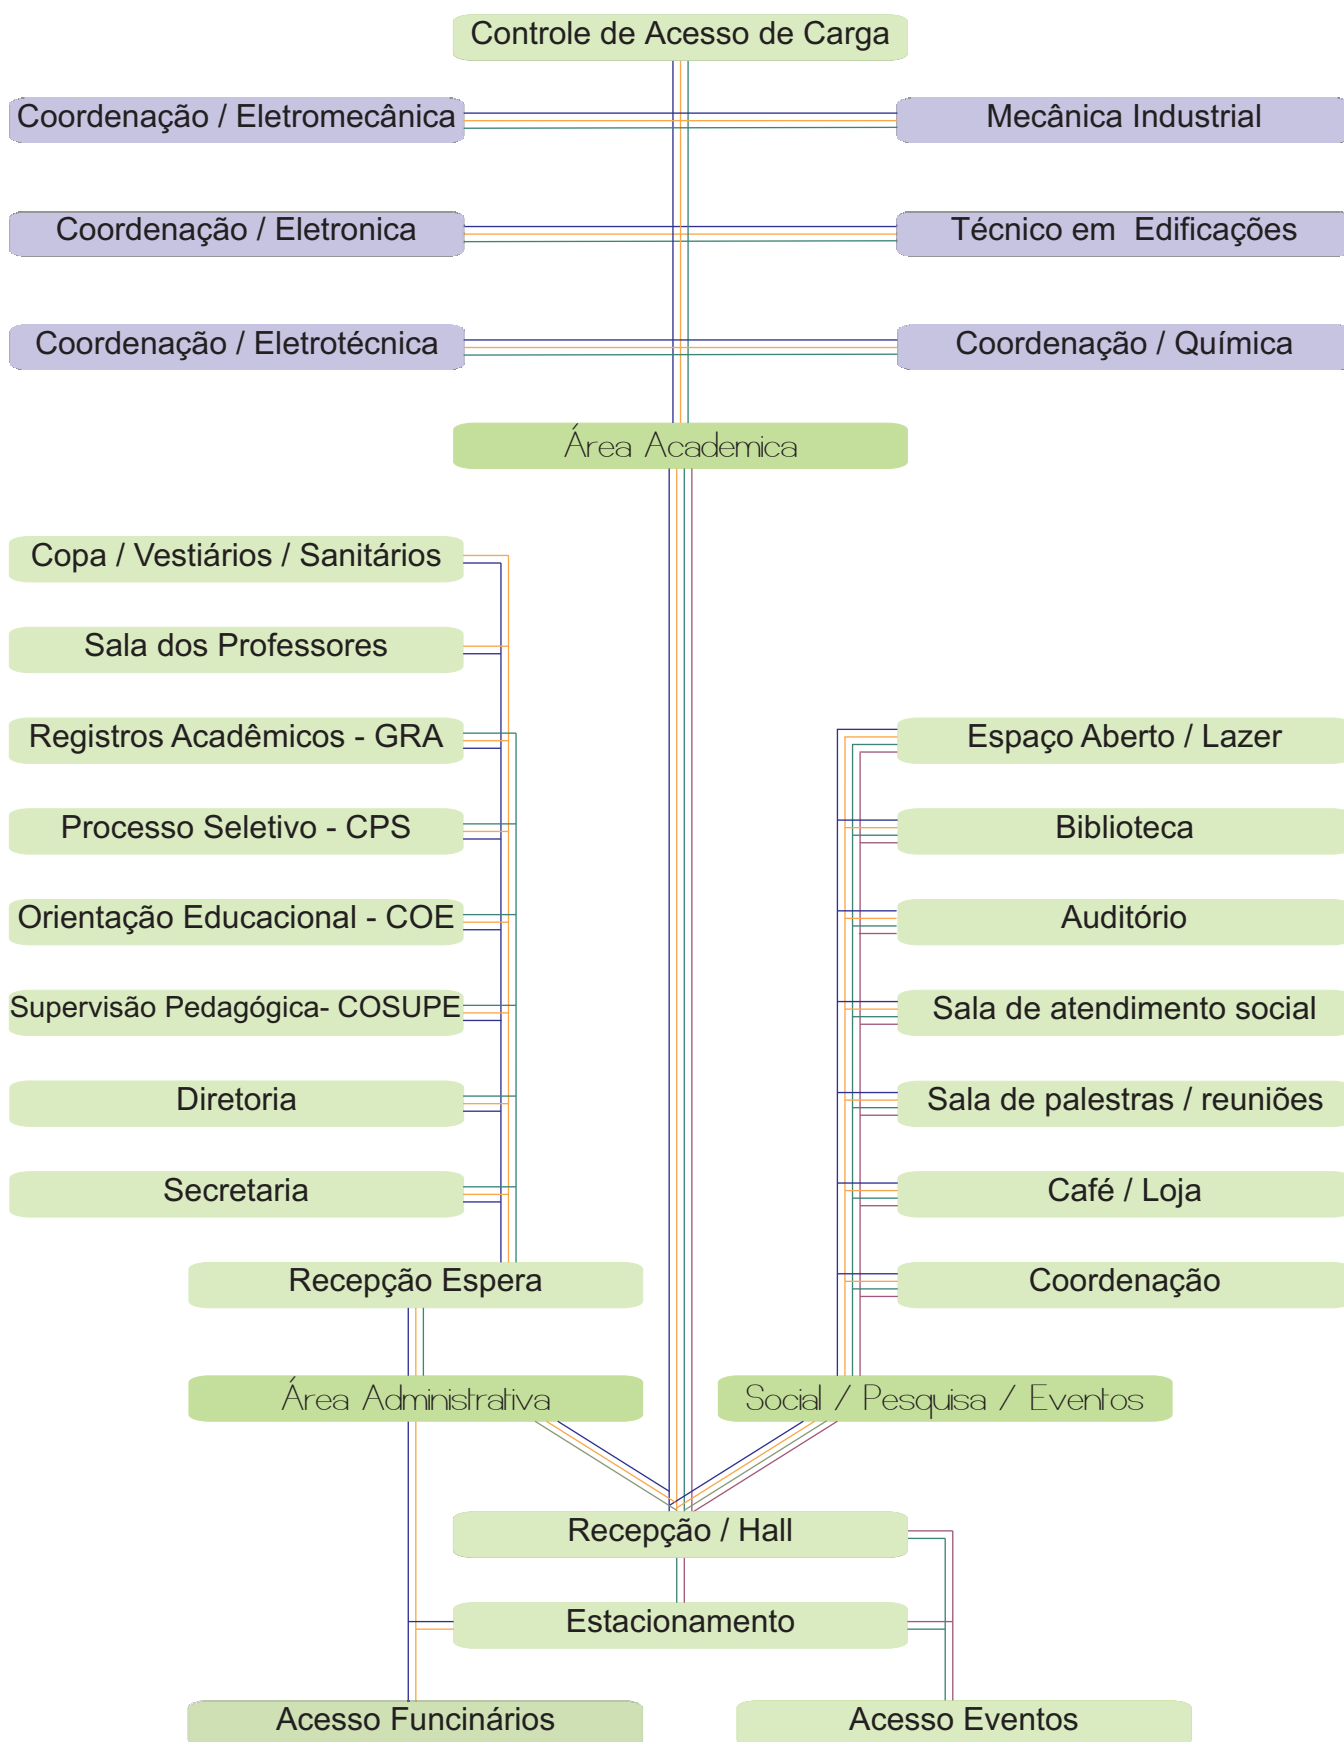 Controle de Acesso de Carga
Coordenação / Eletromecânica
Mecânica Industrial
Coordenação / Eletronica
Técnico em Edificações
Coordenação / Eletrotécnica
Coordenação / Química
Área Academica
Copa / Vestiários / Sanitários
Sala dos Professores
Registros Acadêmicos - GRA
Espaço Aberto / Lazer
Processo Seletivo - CPS
Biblioteca
Orientação Educacional - COE
Auditório
Supervisão Pedagógica- COSUPE
Sala de atendimento social
Diretoria
Sala de palestras / reuniões
Secretaria
Café / Loja
Recepção Espera
Coordenação
Área Administrativa
Social / Pesquisa / Eventos
Recepção / Hall
Estacionamento
Acesso Funcinários
Acesso Eventos